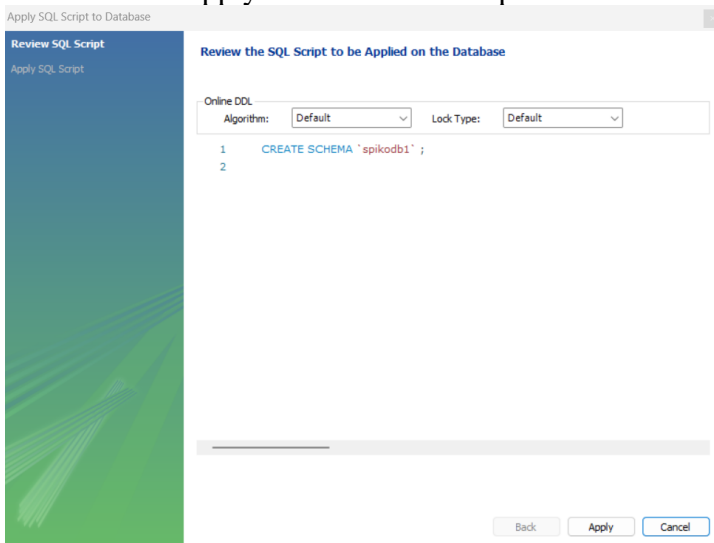 Apply SQL Script to Database
Review SQL Script
Apply SQL Script
Review the SQL Script to be Applied on the Database
Online DDL
Algorithm: Default Lock Type: Default
1 CREATE SCHEMA `spikodb1` ;
2
Back Apply Cancel